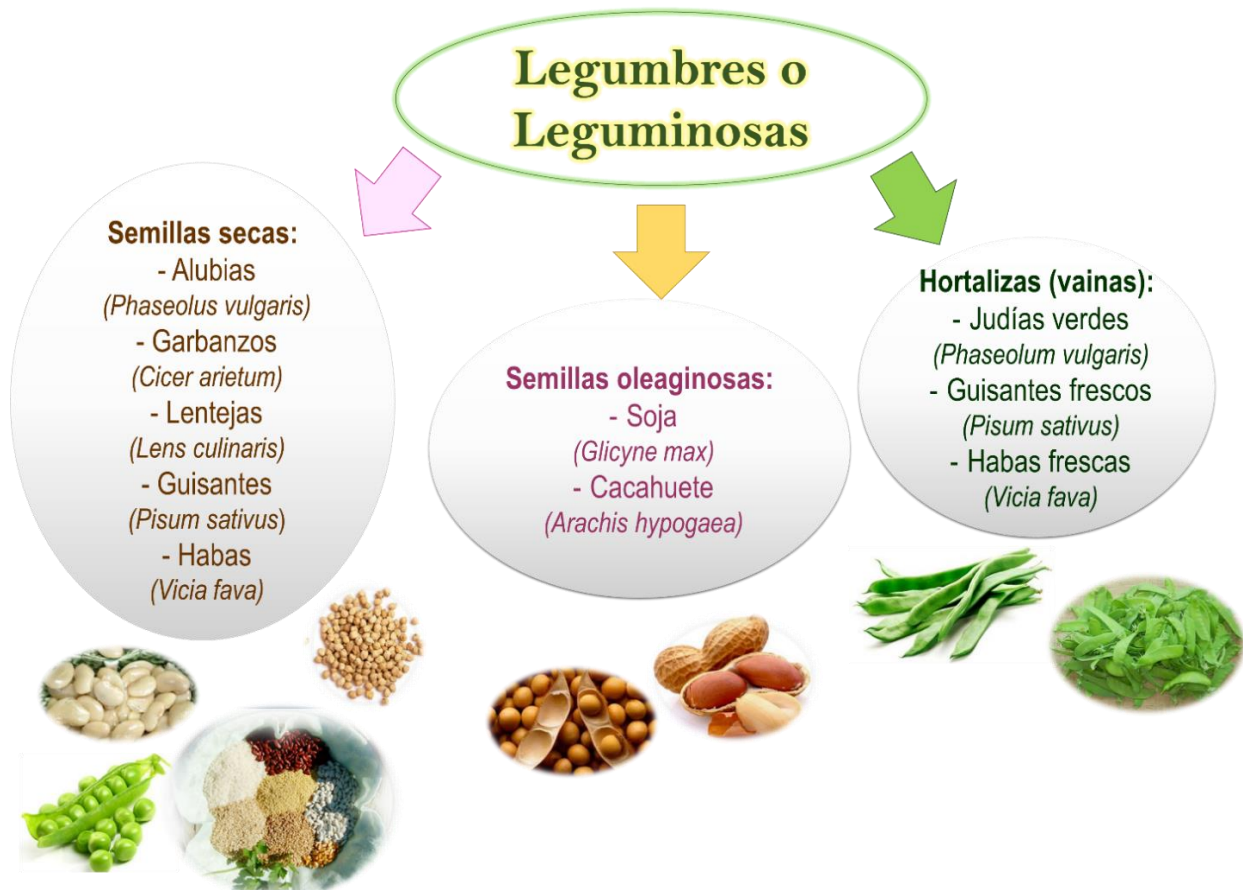 Legumbres o
Leguminosas
Semillas secas:
- Alubias
(Phaseolus vulgaris)
- Garbanzos
(Cicer arietum)
- Lentejas
(Lens culinaris)
- Guisantes
(Pisum sativus)
- Habas
(Vicia fava)
Semillas oleaginosas:
- Soja
(Glicyne max)
- Cacahuete
(Arachis hypogaea)
Hortalizas (vainas):
- Judías verdes
(Phaseolum vulgaris)
- Guisantes frescos
(Pisum sativus)
- Habas frescas
(Vicia fava)